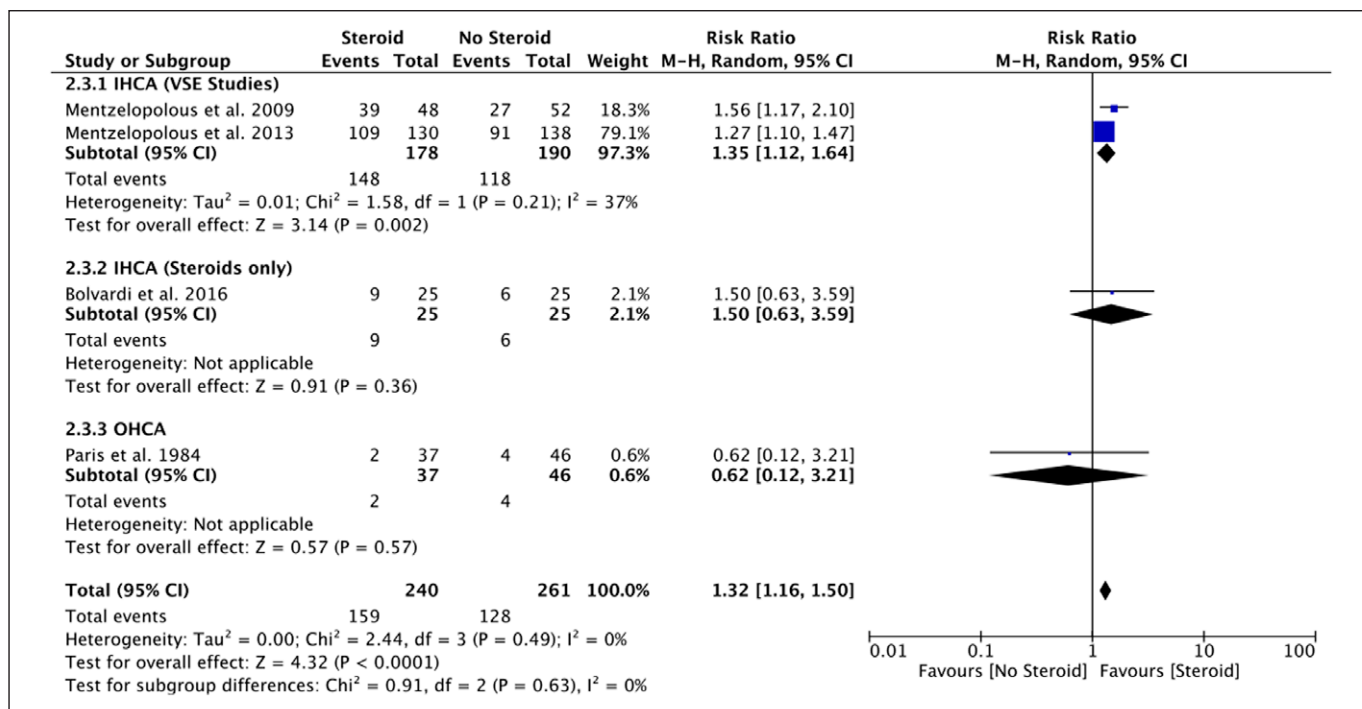 Steroid No Steroid Risk Ratio Risk Ratio
Study or Subgroup Events Total Events Total Weight M-H, Random, 95% CI M-H, Random, 95% CI
2.3.1 IHCA (VSE Studies)
Mentzelopolous et al. 2009 39 48 27 52 18.3% 1.56 [1.17, 2.10]
Mentzelopolous et al. 2013 109 130 91 138 79.1% 1.27 [1.10, 1.47]
Subtotal (95% CI) 178 190 97.3% 1.35 [1.12, 1.64]
Total events 148 118
Heterogeneity: Tau² = 0.01; Chi² = 1.58, df = 1 (P = 0.21); I² = 37%
Test for overall effect: Z = 3.14 (P = 0.002)
2.3.2 IHCA (Steroids only)
Bolvardi et al. 2016 9 25 6 25 2.1% 1.50 [0.63, 3.59]
Subtotal (95% CI) 25 25 2.1% 1.50 [0.63, 3.59]
Total events 9 6
Heterogeneity: Not applicable
Test for overall effect: Z = 0.91 (P = 0.36)
2.3.3 OHCA
Paris et al. 1984 2 37 4 46 0.6% 0.62 [0.12, 3.21]
Subtotal (95% CI) 37 46 0.6% 0.62 [0.12, 3.21]
Total events 2 4
Heterogeneity: Not applicable
Test for overall effect: Z = 0.57 (P = 0.57)
Total (95% CI) 240 261 100.0% 1.32 [1.16, 1.50]
Total events 159 128
Heterogeneity: Tau² = 0.00; Chi² = 2.44, df = 3 (P = 0.49); I² = 0%
Test for overall effect: Z = 4.32 (P < 0.0001)
Test for subgroup differences: Chi² = 0.91, df = 2 (P = 0.63), I² = 0%
0.01 0.1 1 10 100
Favours [No Steroid] Favours [Steroid]